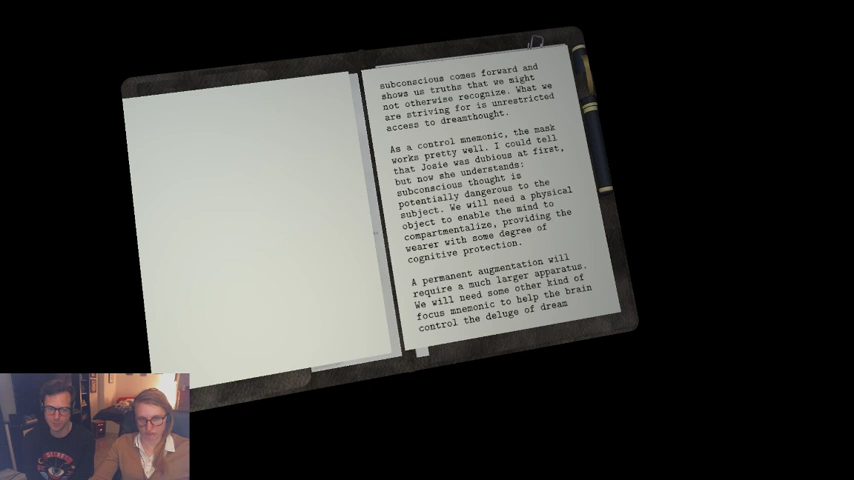 subconscious comes forward and
shows us truths that we might
not otherwise recognize. What we
are striving for is unrestricted
access to dreamthought.
As a control mnemonic, the mask
works pretty well. I could tell
that Josie was dubious at first,
but now she understands:
subconscious thought is
potentially dangerous to the
subject. We will need a physical
object to enable the mind to
compartmentalize, providing the
wearer with some degree of
cognitive protection.
A permanent augmentation will
require a much larger apparatus.
We will need some other kind of
focus mnemonic to help the brain
control the deluge of dream